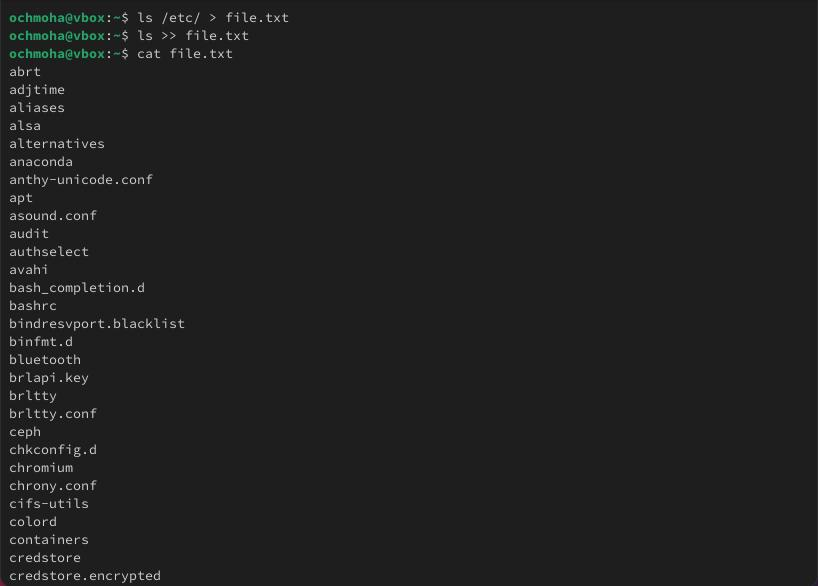 ochmoha@vbox:~$ ls /etc/ > file.txt
ochmoha@vbox:~$ ls >> file.txt
ochmoha@vbox:~$ cat file.txt
abrt
adjtime
aliases
alsa
alternatives
anaconda
anthy-unicode.conf
apt
asound.conf
audit
authselect
avahi
bash_completion.d
bashrc
bindresvport.blacklist
binfmt.d
bluetooth
brlapi.key
brltty
brltty.conf
ceph
chkconfig.d
chromium
chrony.conf
cifs-utils
colord
containers
credstore
credstore.encrypted